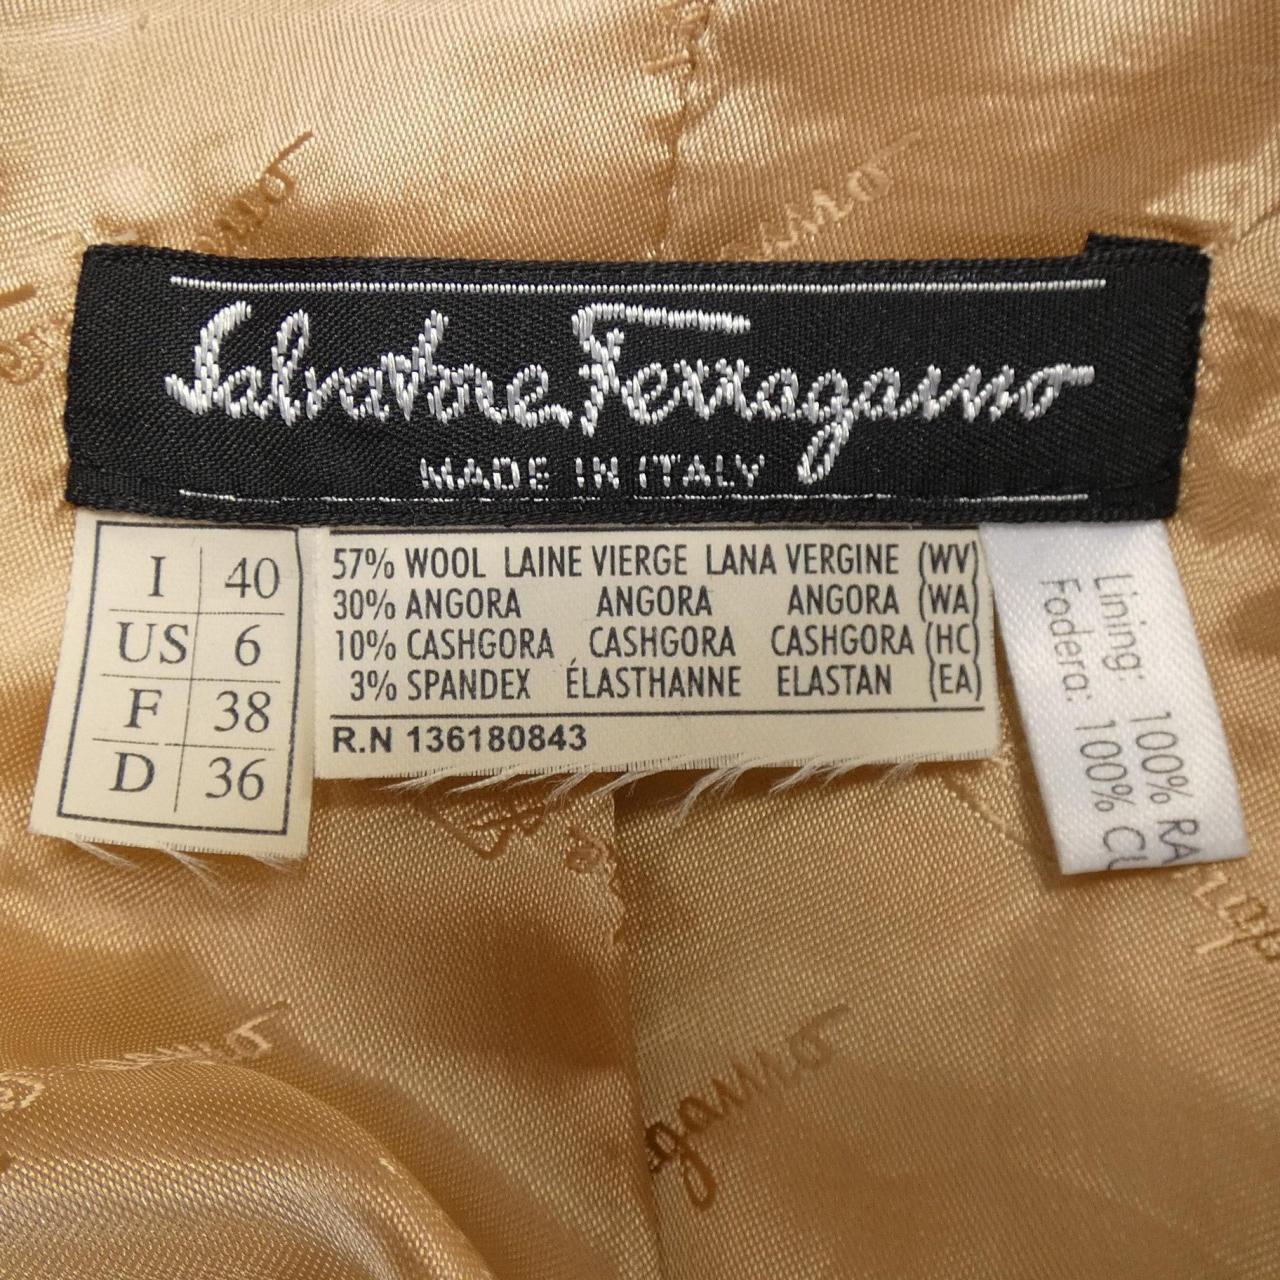 Salvatore Ferragamo
MADE IN ITALY
I 40
US 6
F 38
D 36
57% WOOL LAINE VIERGE LANA VERGINE (WV)
30% ANGORA ANGORA ANGORA (WA)
10% CASHGORA CASHGORA CASHGORA (HC)
3% SPANDEX ÉLASTHANNE ELASTAN (EA)
R.N 136180843
Lining: 100% RA
Fodera: 100% CU
gamo